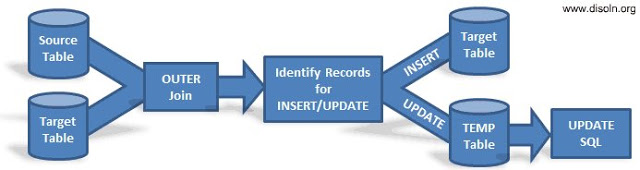 www.disoln.org
Source
Table
Target
Table
OUTER
Join
Identify Records
for
INSERT/UPDATE
INSERT
UPDATE
Target
Table
TEMP
Table
UPDATE
SQL